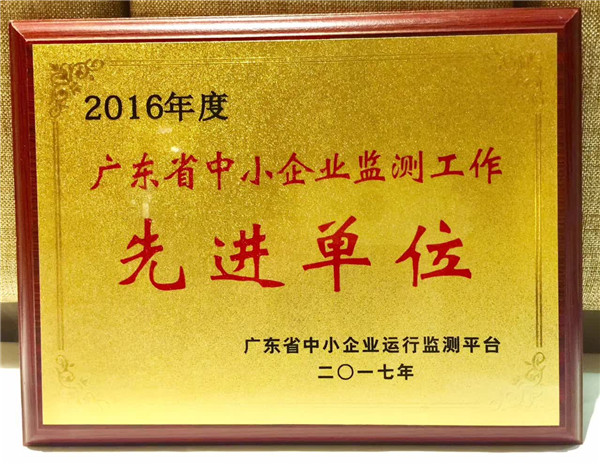 2016年度
广东省中小企业监测工作
先进单位
广东省中小企业运行监测平台
二〇一七年